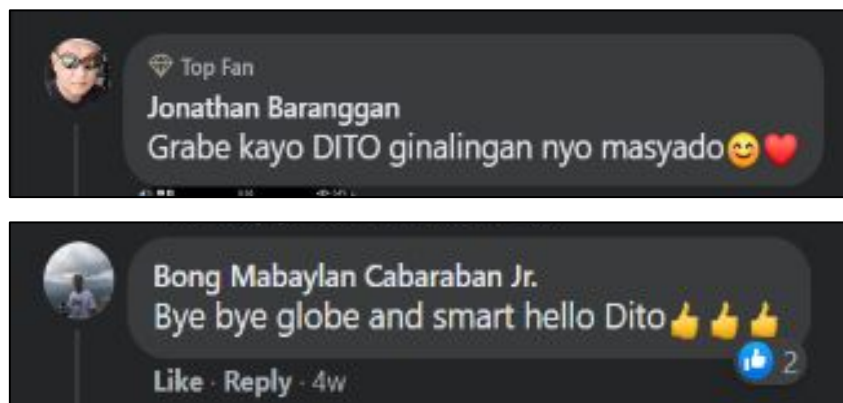 Top Fan
Jonathan Baranggan
Grabe kayo DITO ginalingan nyo masyado😊❤️
Bong Mabaylan Cabaraban Jr.
Bye bye globe and smart hello Dito👍👍👍
2
Like · Reply · 4w